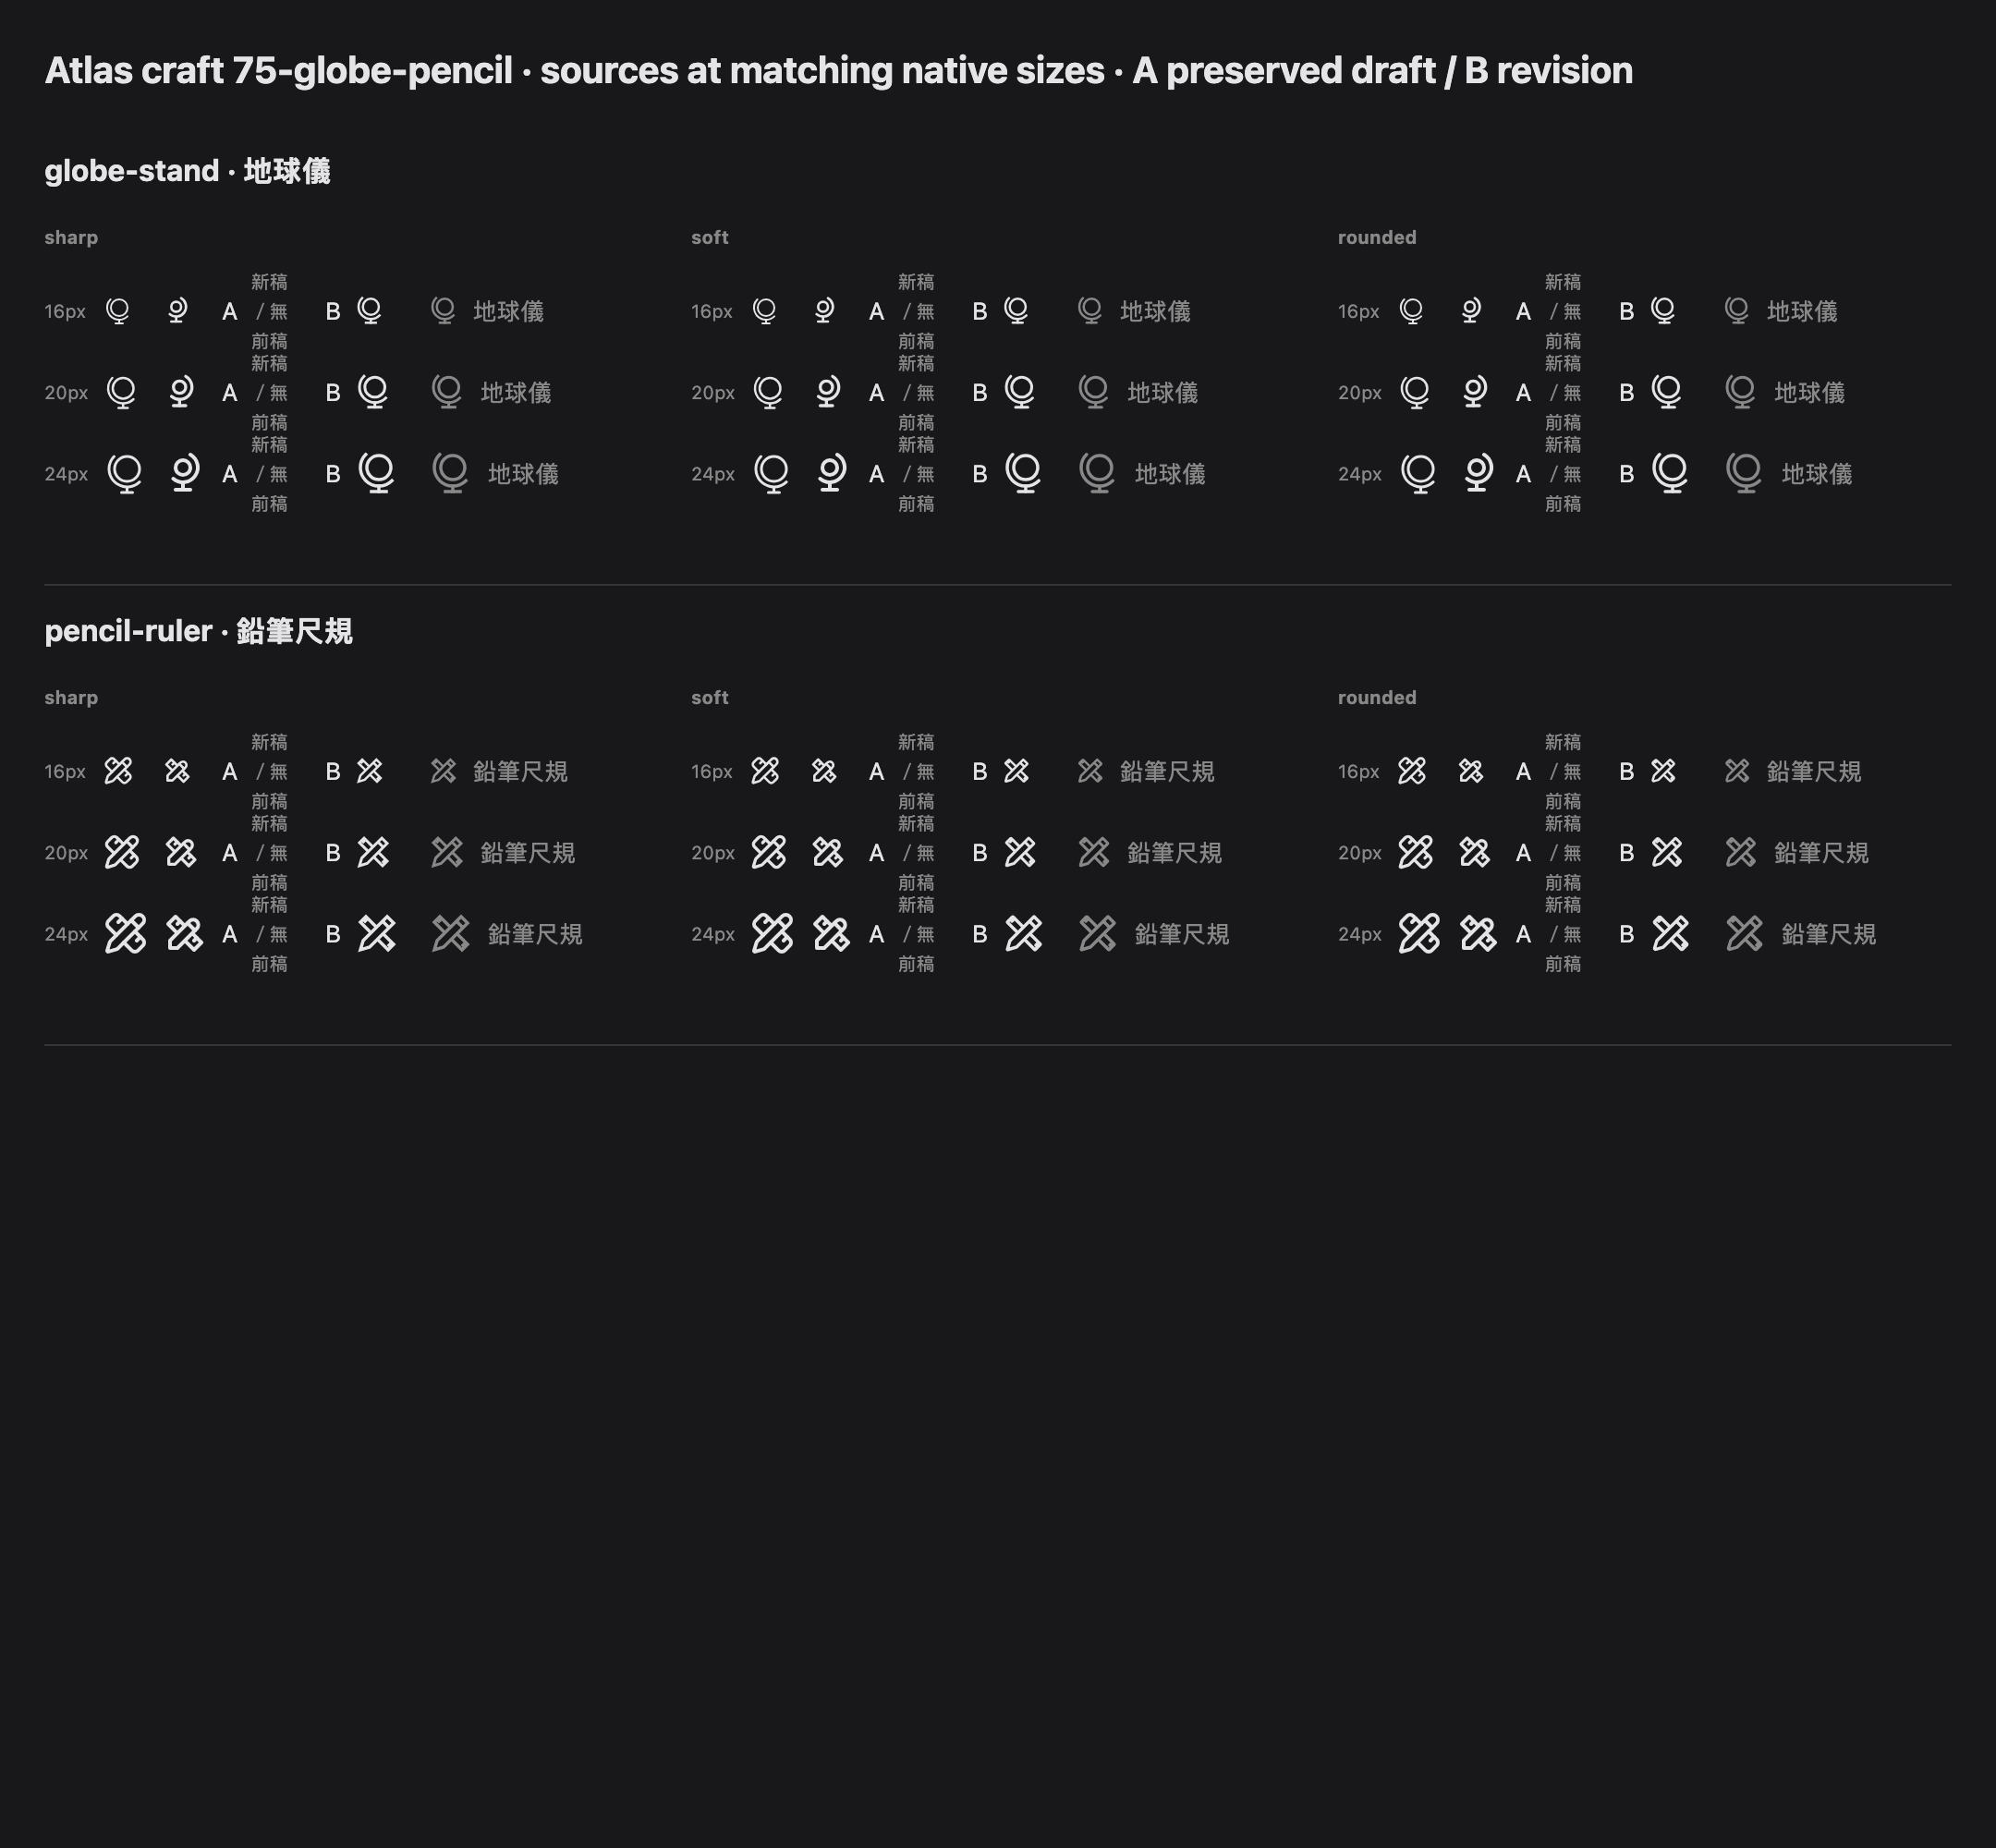 Atlas craft 75-globe-pencil · sources at matching native sizes · A preserved draft / B revision
globe-stand · 地球儀
sharp
soft
rounded
16px A 新稿 / 無 前稿 B 地球儀
16px A 新稿 / 無 前稿 B 地球儀
16px A 新稿 / 無 前稿 B 地球儀
20px A 新稿 / 無 前稿 B 地球儀
20px A 新稿 / 無 前稿 B 地球儀
20px A 新稿 / 無 前稿 B 地球儀
24px A 新稿 / 無 前稿 B 地球儀
24px A 新稿 / 無 前稿 B 地球儀
24px A 新稿 / 無 前稿 B 地球儀
pencil-ruler · 鉛筆尺規
sharp
soft
rounded
16px A 新稿 / 無 前稿 B 鉛筆尺規
16px A 新稿 / 無 前稿 B 鉛筆尺規
16px A 新稿 / 無 前稿 B 鉛筆尺規
20px A 新稿 / 無 前稿 B 鉛筆尺規
20px A 新稿 / 無 前稿 B 鉛筆尺規
20px A 新稿 / 無 前稿 B 鉛筆尺規
24px A 新稿 / 無 前稿 B 鉛筆尺規
24px A 新稿 / 無 前稿 B 鉛筆尺規
24px A 新稿 / 無 前稿 B 鉛筆尺規